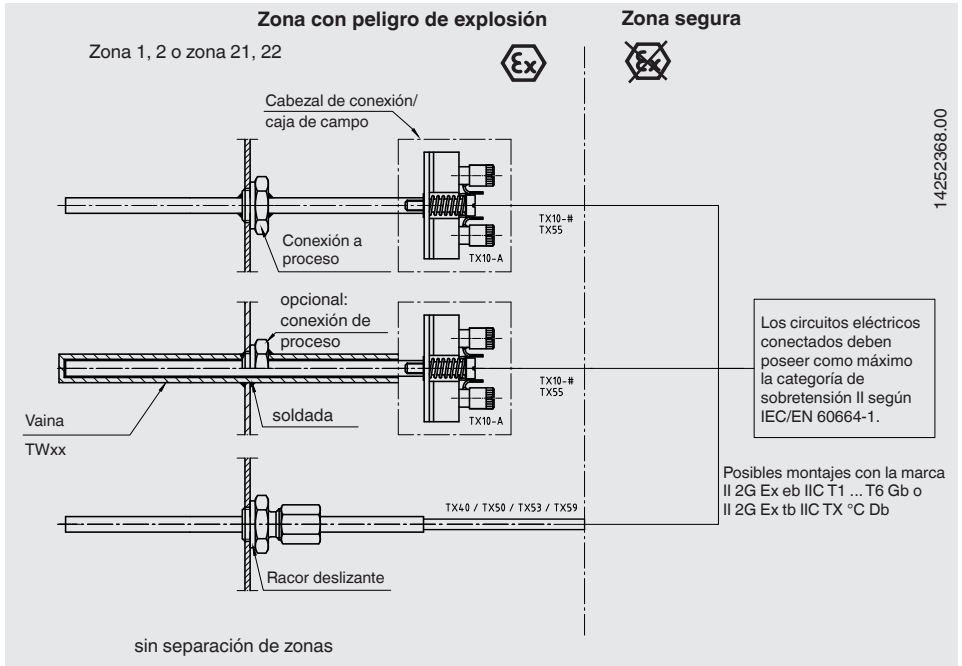 Zona con peligro de explosión
Zona segura
Zona 1, 2 o zona 21, 22
Ex
Ex
Cabezal de conexión/
caja de campo
14252368.00
TX10-#
TX55
TX10-A
Conexión a
proceso
opcional:
conexión de
proceso
Los circuitos eléctricos
conectados deben
poseer como máximo
la categoría de
sobretensión II según
IEC/EN 60664-1.
TX10-#
TX55
TX10-A
soldada
Vaina
TWxx
Posibles montajes con la marca
II 2G Ex eb IIC T1 ... T6 Gb o
II 2G Ex tb IIC TX °C Db
TX40 / TX50 / TX53 / TX59
Racor deslizante
sin separación de zonas